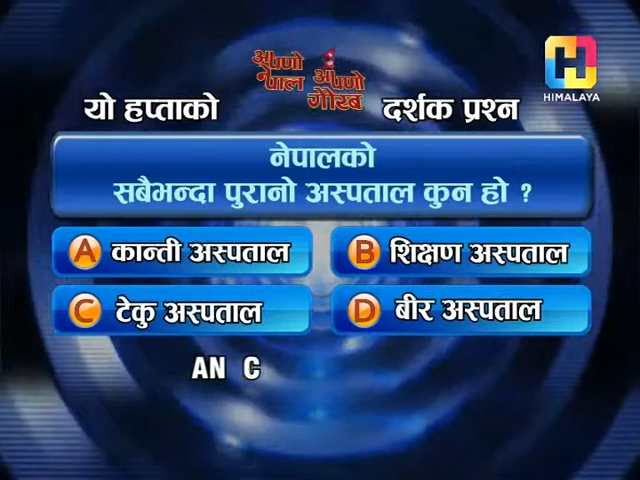 आफ्णो नेपाल आफ्णो गौरब
HIMALAYA
यो हप्ताको दर्शक प्रश्न
नेपालको
सबैभन्दा पुरानो अस्पताल कुन हो ?
A कान्ती अस्पताल
B शिक्षण अस्पताल
C टेकु अस्पताल
D बीर अस्पताल
AN C